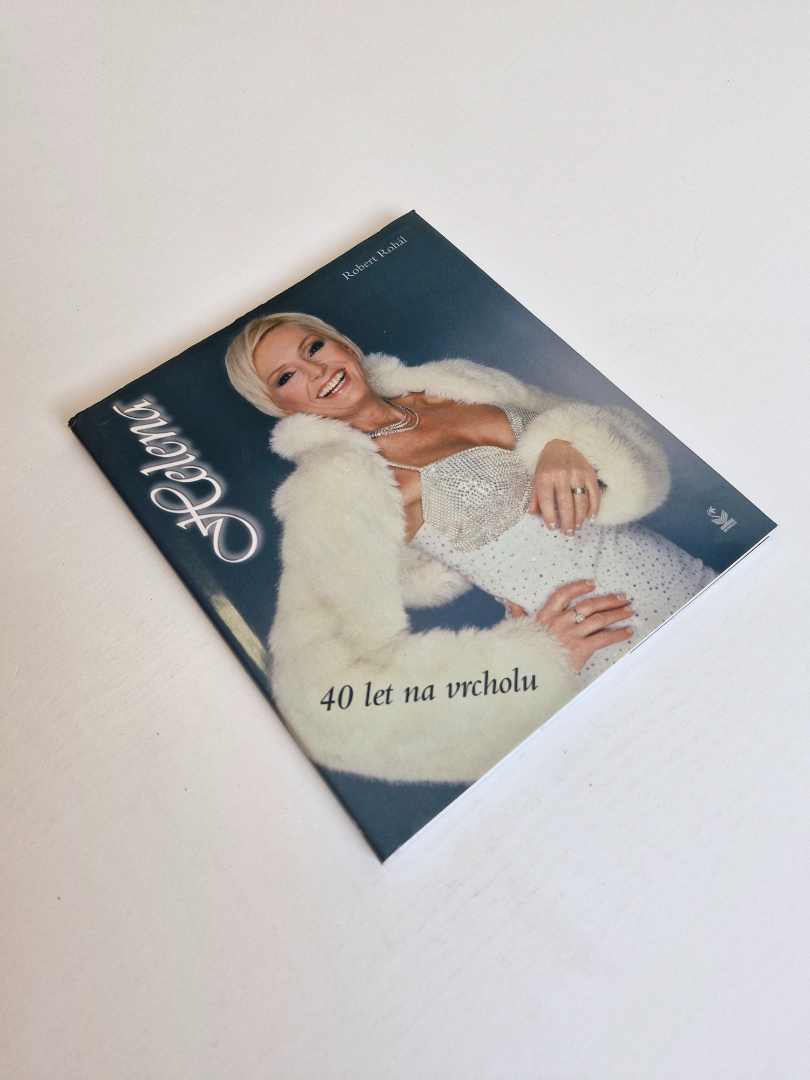 Robert Rohál
Helena
40 let na vrcholu